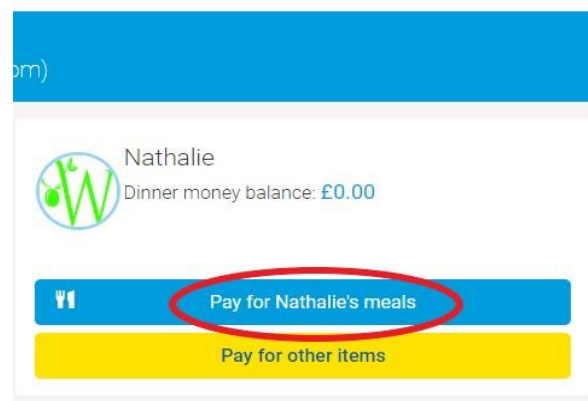 om)
Nathalie
Dinner money balance: £0.00
W
Pay for Nathalie's meals
Pay for other items